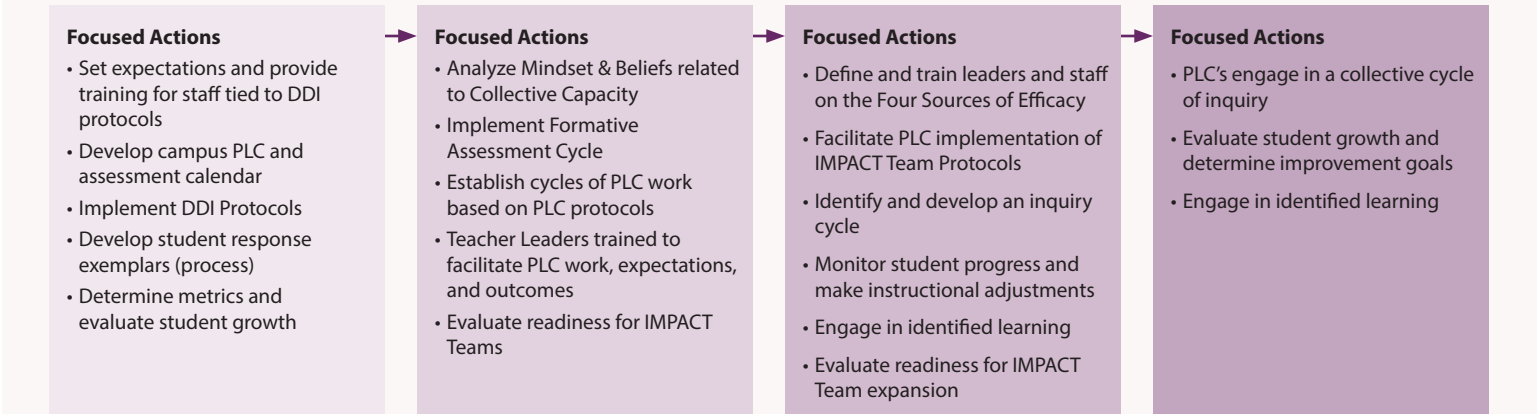 Focused Actions
• Set expectations and provide
training for staff tied to DDI
protocols
• Develop campus PLC and
assessment calendar
• Implement DDI Protocols
• Develop student response
exemplars (process)
• Determine metrics and
evaluate student growth
Focused Actions
• Analyze Mindset & Beliefs related
to Collective Capacity
• Implement Formative
Assessment Cycle
• Establish cycles of PLC work
based on PLC protocols
• Teacher Leaders trained to
facilitate PLC work, expectations,
and outcomes
• Evaluate readiness for IMPACT
Teams
Focused Actions
• Define and train leaders and staff
on the Four Sources of Efficacy
• Facilitate PLC implementation of
IMPACT Team Protocols
• Identify and develop an inquiry
cycle
• Monitor student progress and
make instructional adjustments
• Engage in identified learning
• Evaluate readiness for IMPACT
Team expansion
Focused Actions
• PLC's engage in a collective cycle
of inquiry
• Evaluate student growth and
determine improvement goals
• Engage in identified learning